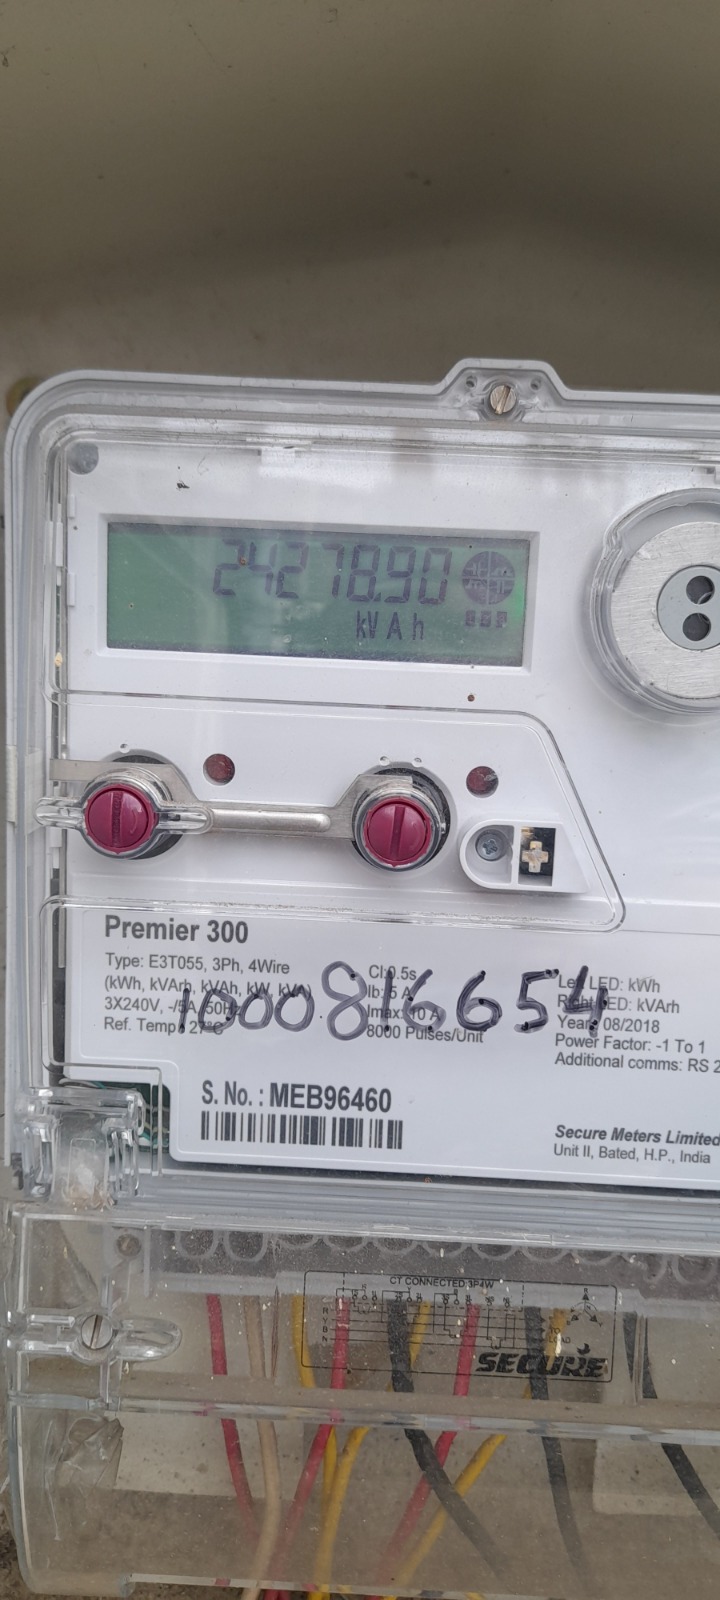 24278.90
kVAh
Premier 300
Type: E3T055, 3Ph, 4Wire
(kWh, kVArh, kVAh, kW, kVA)
3X240V, -/5A, 50Hz
Ref. Temp.: 27°C
Cl:0.5s
Ib: 5 A
Imax: 10 A
8000 Pulses/Unit
Left LED: kWh
Right LED: kVArh
Year: 08/2018
Power Factor: -1 To 1
Additional comms: RS 2
1000816654
S. No. : MEB96460
Secure Meters Limited
Unit II, Bated, H.P., India
CT CONNECTED 3P4W
R
Y
B
N
TO
LOAD
SECURE